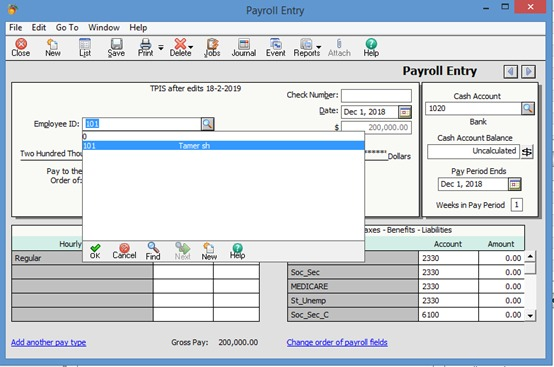 Payroll Entry
File Edit Go To Window Help
Close New List Save Print Delete Jobs Journal Event Reports Attach Help
Payroll Entry
TPIS after edits 18-2-2019
Check Number:
Date: Dec 1, 2018
Employee ID: 101
$ 200,000.00
0
101 Tamer sh
Two Hundred Thou
Dollars
Pay to the
Order of:
Cash Account
1020
Bank
Cash Account Balance
Uncalculated
Pay Period Ends
Dec 1, 2018
Weeks in Pay Period 1
OK Cancel Find Next New Help
Hourly
axes - Benefits - Liabilities
Account Amount
Regular
2330 0.00
Soc_Sec 2330 0.00
MEDICARE 2330 0.00
St_Unemp 2330 0.00
Soc_Sec_C 6100 0.00
Add another pay type
Gross Pay: 200,000.00
Change order of payroll fields